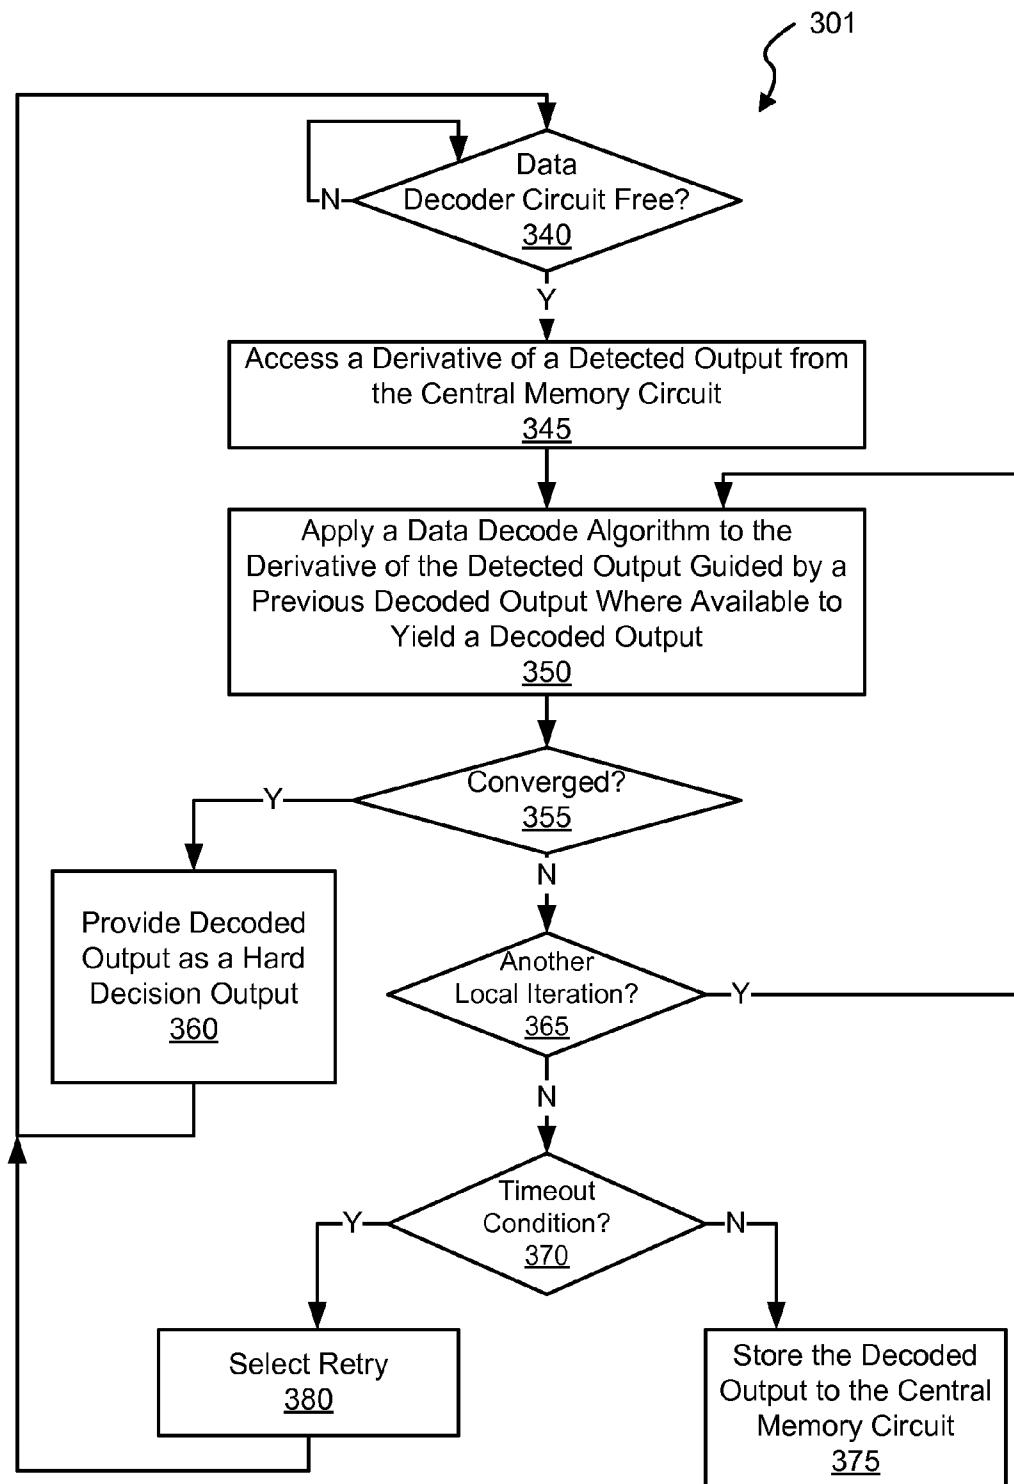 301
Data
Decoder Circuit Free?
340
N
Y
Access a Derivative of a Detected Output from
the Central Memory Circuit
345
Apply a Data Decode Algorithm to the
Derivative of the Detected Output Guided by a
Previous Decoded Output Where Available to
Yield a Decoded Output
350
Converged?
355
Y
N
Provide Decoded
Output as a Hard
Decision Output
360
Another
Local Iteration?
365
Y
N
Timeout
Condition?
370
Y
N
Select Retry
380
Store the Decoded
Output to the Central
Memory Circuit
375